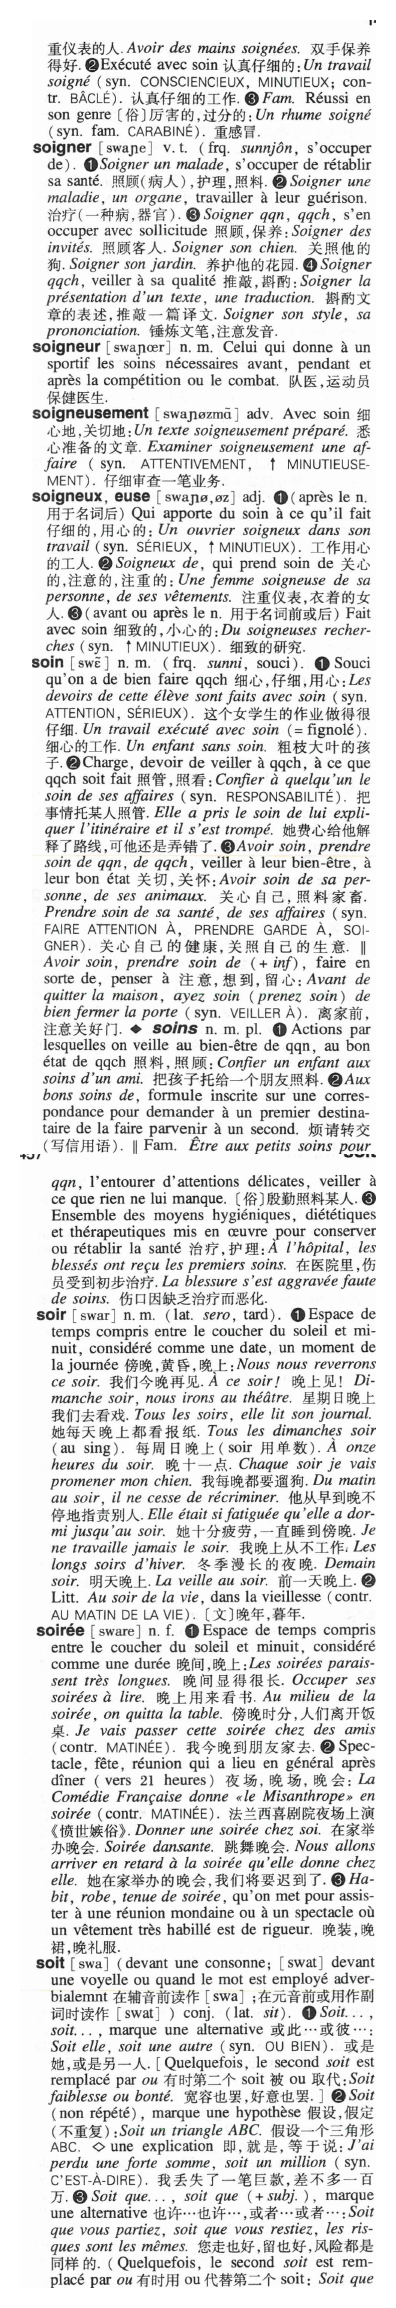 重仪表的人. Avoir des mains soignées. 双手保养
得好. ❷ Exécuté avec soin 认真仔细的: Un travail
soigné (syn. CONSCIENCIEUX, MINUTIEUX; con-
tr. BÂCLÉ). 认真仔细的工作. ❸ Fam. Réussi en
son genre [俗]厉害的,过分的: Un rhume soigné
(syn. fam. CARABINÉ). 重感冒.
soigner [swaɲe] v. t. (frq. sunnjôn, s'occuper
de). ❶ Soigner un malade, s'occuper de rétablir
sa santé. 照顾(病人),护理,照料. ❷ Soigner une
maladie, un organe, travailler à leur guérison.
治疗(一种病,器官). ❸ Soigner qqn, qqch, s'en
occuper avec sollicitude 照顾,保养: Soigner des
invités. 照顾客人. Soigner son chien. 关照他的
狗. Soigner son jardin. 养护他的花园. ❹ Soigner
qqch, veiller à sa qualité 推敲,斟酌: Soigner la
présentation d'un texte, une traduction. 斟酌文
章的表述,推敲一篇译文. Soigner son style, sa
prononciation. 锤炼文笔,注意发音.
soigneur [swaɲœr] n. m. Celui qui donne à un
sportif les soins nécessaires avant, pendant et
après la compétition ou le combat. 队医,运动员
保健医生.
soigneusement [swaɲøzmɑ̃] adv. Avec soin 细
心地,关切地: Un texte soigneusement préparé. 悉
心准备的文章. Examiner soigneusement une af-
faire (syn. ATTENTIVEMENT, ↑ MINUTIEUSE-
MENT). 仔细审查一笔业务.
soigneux, euse [swaɲø,øz] adj. ❶ (après le n.
用于名词后) Qui apporte du soin à ce qu'il fait
仔细的,用心的: Un ouvrier soigneux dans son
travail (syn. SÉRIEUX, ↑ MINUTIEUX). 工作用心
的工人. ❷ Soigneux de, qui prend soin de 关心
的,注意的,注重的: Une femme soigneuse de sa
personne, de ses vêtements. 注重仪表,衣着的女
人. ❸ (avant ou après le n. 用于名词前或后) Fait
avec soin 细致的,小心的: Du soigneuses recher-
ches (syn. ↑ MINUTIEUX). 细致的研究.
soin [swɛ̃] n. m. (frq. sunni, souci). ❶ Souci
qu'on a de bien faire qqch 细心,仔细,用心: Les
devoirs de cette élève sont faits avec soin (syn.
ATTENTION, SÉRIEUX). 这个女学生的作业做得很
仔细. Un travail exécuté avec soin (= fignolé).
细心的工作. Un enfant sans soin. 粗枝大叶的孩
子. ❷ Charge, devoir de veiller à qqch, à ce que
qqch soit fait 照管,照看: Confier à quelqu'un le
soin de ses affaires (syn. RESPONSABILITÉ). 把
事情托某人照管. Elle a pris le soin de lui expli-
quer l'itinéraire et il s'est trompé. 她费心给他解
释了路线,可他还是弄错了. ❸ Avoir soin, prendre
soin de qqn, de qqch, veiller à leur bien-être, à
leur bon état 关切,关怀: Avoir soin de sa per-
sonne, de ses animaux. 关心自己,照料家畜.
Prendre soin de sa santé, de ses affaires (syn.
FAIRE ATTENTION À, PRENDRE GARDE À, SOI-
GNER). 关心自己的健康,关照自己的生意. ‖
Avoir soin, prendre soin de (+ inf), faire en
sorte de, penser à 注意,想到,留心: Avant de
quitter la maison, ayez soin (prenez soin) de
bien fermer la porte (syn. VEILLER À). 离家前,
注意关好门. ◆ soins n. m. pl. ❶ Actions par
lesquelles on veille au bien-être de qqn, au bon
état de qqch 照料,照顾: Confier un enfant aux
soins d'un ami. 把孩子托给一个朋友照料. ❷ Aux
bons soins de, formule inscrite sur une corres-
pondance pour demander à un premier destina-
taire de la faire parvenir à un second. 烦请转交
(写信用语). ‖ Fam. Être aux petits soins pour
qqn, l'entourer d'attentions délicates, veiller à
ce que rien ne lui manque. [俗]殷勤照料某人. ❸
Ensemble des moyens hygiéniques, diététiques
et thérapeutiques mis en œuvre pour conserver
ou rétablir la santé 治疗,护理: À l'hôpital, les
blessés ont reçu les premiers soins. 在医院里,伤
员受到初步治疗. La blessure s'est aggravée faute
de soins. 伤口因缺乏治疗而恶化.
soir [swar] n. m. (lat. sero, tard). ❶ Espace de
temps compris entre le coucher du soleil et mi-
nuit, considéré comme une date, un moment de
la journée 傍晚,黄昏,晚上: Nous nous reverrons
ce soir. 我们今晚再见. À ce soir! 晚上见! Di-
manche soir, nous irons au théâtre. 星期日晚上
我们去看戏. Tous les soirs, elle lit son journal.
她每天晚上都看报纸. Tous les dimanches soir
(au sing). 每周日晚上(soir 用单数). À onze
heures du soir. 晚十一点. Chaque soir je vais
promener mon chien. 我每晚都要遛狗. Du matin
au soir, il ne cesse de récriminer. 他从早到晚不
停地指责别人. Elle était si fatiguée qu'elle a dor-
mi jusqu'au soir. 她十分疲劳,一直睡到傍晚. Je
ne travaille jamais le soir. 我晚上从不工作. Les
longs soirs d'hiver. 冬季漫长的夜晚. Demain
soir. 明天晚上. La veille au soir. 前一天晚上. ❷
Litt. Au soir de la vie, dans la vieillesse (contr.
AU MATIN DE LA VIE). [文]晚年,暮年.
soirée [sware] n. f. ❶ Espace de temps compris
entre le coucher du soleil et minuit, considéré
comme une durée 晚间,晚上: Les soirées parais-
sent très longues. 晚间显得很长. Occuper ses
soirées à lire. 晚上用来看书. Au milieu de la
soirée, on quitta la table. 傍晚时分,人们离开饭
桌. Je vais passer cette soirée chez des amis
(contr. MATINÉE). 我今晚到朋友家去. ❷ Spec-
tacle, fête, réunion qui a lieu en général après
dîner (vers 21 heures) 夜场,晚场,晚会: La
Comédie Française donne «le Misanthrope» en
soirée (contr. MATINÉE). 法兰西喜剧院夜场上演
《愤世嫉俗》. Donner une soirée chez soi. 在家举
办晚会. Soirée dansante. 跳舞晚会. Nous allons
arriver en retard à la soirée qu'elle donne chez
elle. 她在家举办的晚会,我们将要迟到了. ❸ Ha-
bit, robe, tenue de soirée, qu'on met pour assis-
ter à une réunion mondaine ou à un spectacle où
un vêtement très habillé est de rigueur. 晚装,晚
裙,晚礼服.
soit [swa] (devant une consonne; [swat] devant
une voyelle ou quand le mot est employé adver-
bialemnt 在辅音前读作 [swa];在元音前或用作副
词时读作 [swat] ) conj. (lat. sit). ❶ Soit...,
soit..., marque une alternative 或此…或彼…:
Soit elle, soit une autre (syn. OU BIEN). 或是
她,或是另一人. [Quelquefois, le second soit est
remplacé par ou 有时第二个 soit 被 ou 取代: Soit
faiblesse ou bonté. 宽容也罢,好意也罢. ] ❷ Soit
(non répété), marque une hypothèse 假设,假定
(不重复): Soit un triangle ABC. 假设一个三角形
ABC. ◇ une explication 即,就是,等于说: J'ai
perdu une forte somme, soit un million (syn.
C'EST-À-DIRE). 我丢失了一笔巨款,差不多一百
万. ❸ Soit que..., soit que (+ subj.), marque
une alternative 也许…也许…,或者…或者…: Soit
que vous partiez, soit que vous restiez, les ris-
ques sont les mêmes. 您走也好,留也好,风险都是
同样的. (Quelquefois, le second soit est rem-
placé par ou 有时用 ou 代替第二个 soit: Soit que